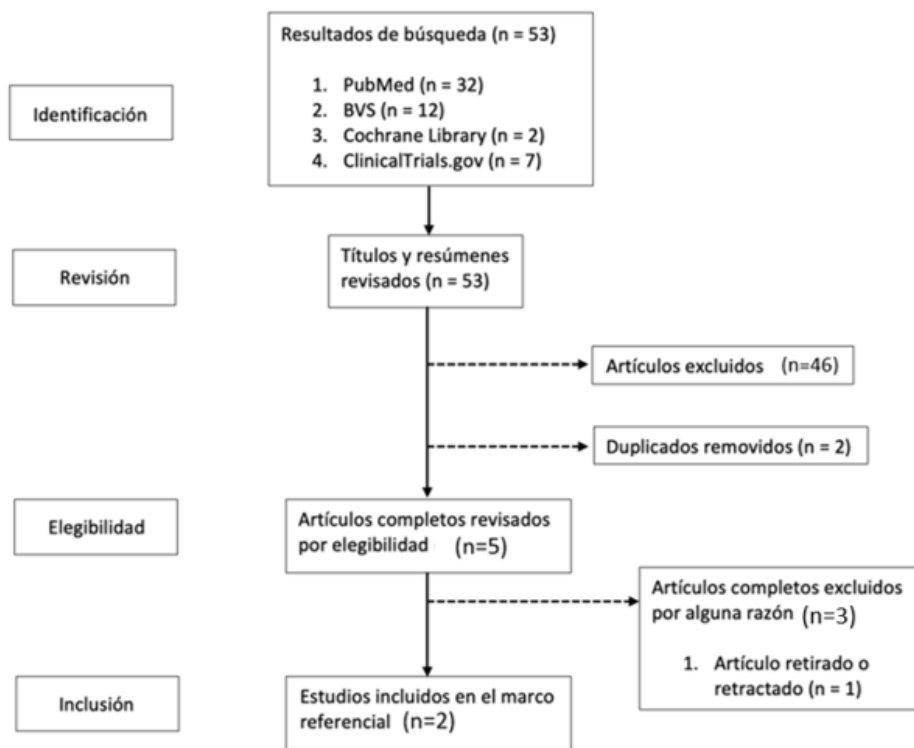 Resultados de búsqueda (n = 53)
1. PubMed (n = 32)
2. BVS (n = 12)
3. Cochrane Library (n = 2)
4. ClinicalTrials.gov (n = 7)
Identificación
Títulos y resúmenes
revisados (n = 53)
Revisión
Artículos excluidos (n=46)
Duplicados removidos (n = 2)
Elegibilidad
Artículos completos revisados
por elegibilidad (n=5)
Artículos completos excluidos
por alguna razón (n=3)
1. Artículo retirado o
retractado (n = 1)
Inclusión
Estudios incluidos en el marco
referencial (n=2)